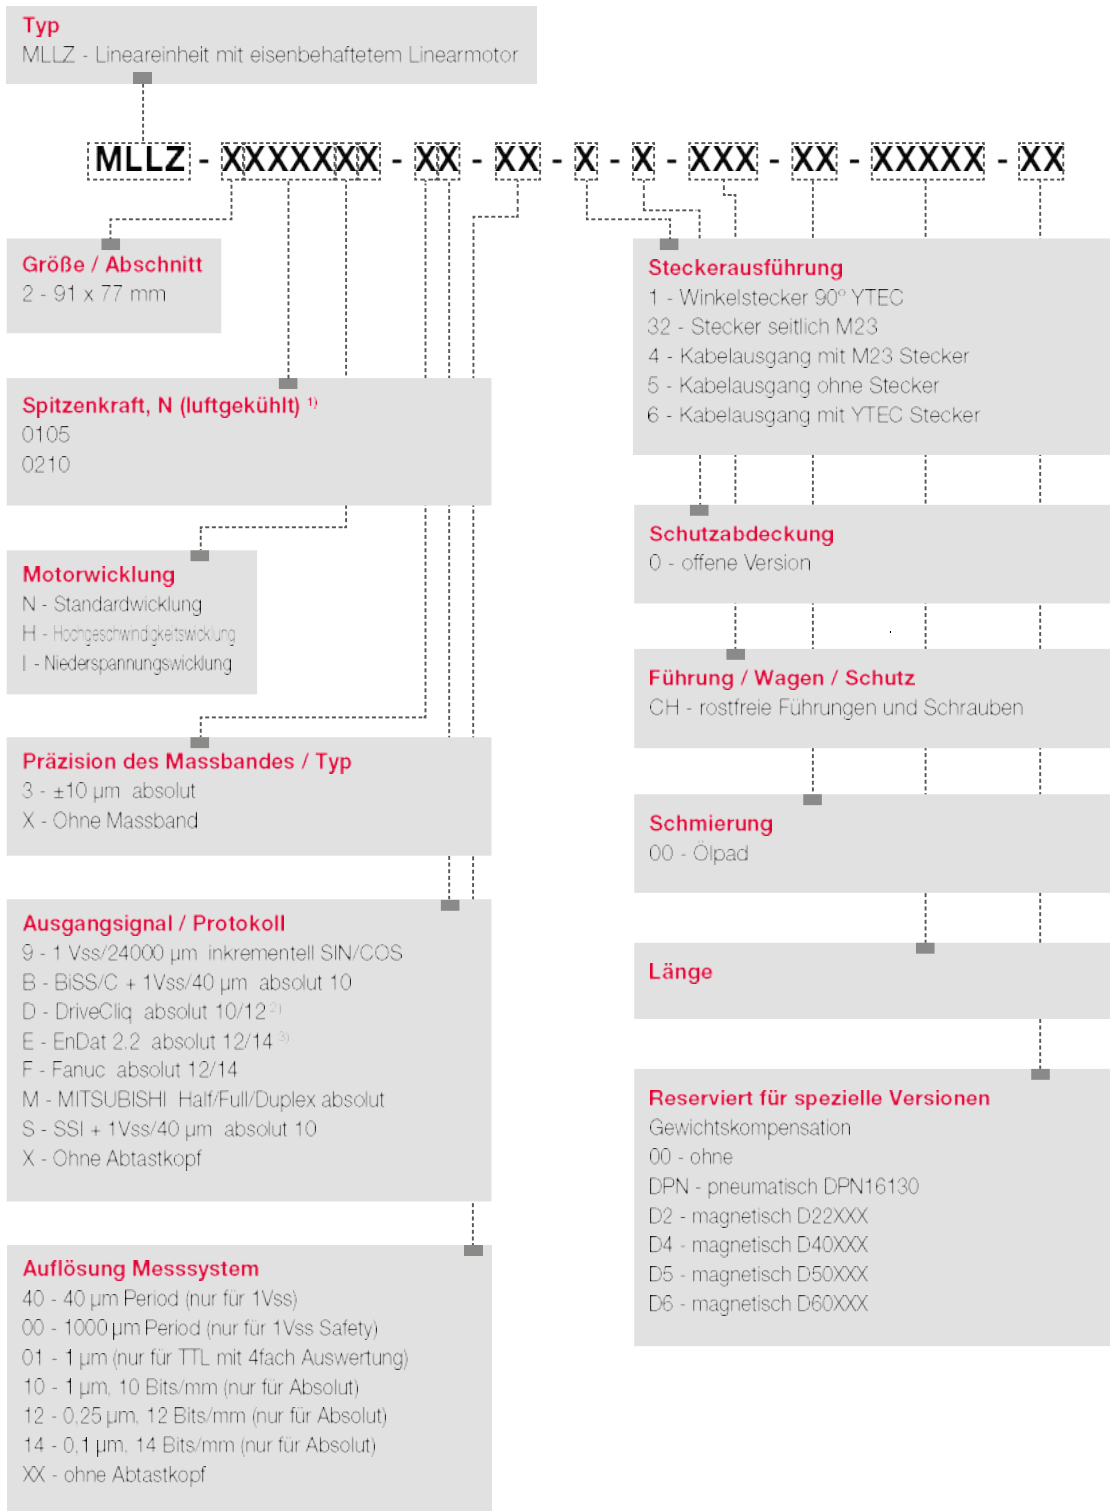 Typ
MLLZ - Lineareinheit mit eisenbehaftetem Linearmotor
MLLZ - XXXXXXX - XX - XX - X - X - XXX - XX - XXXXX - XX
Größe / Abschnitt
2 - 91 x 77 mm
Spitzenkraft, N (luftgekühlt) 1)
0105
0210
Motorwicklung
N - Standardwicklung
H - Hochgeschwindigkeitswicklung
I - Niederspannungswicklung
Präzision des Massbandes / Typ
3 - ±10 µm absolut
X - Ohne Massband
Ausgangsignal / Protokoll
9 - 1 Vss/24000 µm inkrementell SIN/COS
B - BiSS/C + 1Vss/40 µm absolut 10
D - DriveCliq absolut 10/12 2)
E - EnDat 2.2 absolut 12/14 3)
F - Fanuc absolut 12/14
M - MITSUBISHI Half/Full/Duplex absolut
S - SSI + 1Vss/40 µm absolut 10
X - Ohne Abtastkopf
Auflösung Messsystem
40 - 40 µm Period (nur für 1Vss)
00 - 1000 µm Period (nur für 1Vss Safety)
01 - 1 µm (nur für TTL mit 4fach Auswertung)
10 - 1 µm, 10 Bits/mm (nur für Absolut)
12 - 0,25 µm, 12 Bits/mm (nur für Absolut)
14 - 0,1 µm, 14 Bits/mm (nur für Absolut)
XX - ohne Abtastkopf
Steckerausführung
1 - Winkelstecker 90° YTEC
32 - Stecker seitlich M23
4 - Kabelausgang mit M23 Stecker
5 - Kabelausgang ohne Stecker
6 - Kabelausgang mit YTEC Stecker
Schutzabdeckung
0 - offene Version
Führung / Wagen / Schutz
CH - rostfreie Führungen und Schrauben
Schmierung
00 - Ölpad
Länge
Reserviert für spezielle Versionen
Gewichtskompensation
00 - ohne
DPN - pneumatisch DPN16130
D2 - magnetisch D22XXX
D4 - magnetisch D40XXX
D5 - magnetisch D50XXX
D6 - magnetisch D60XXX